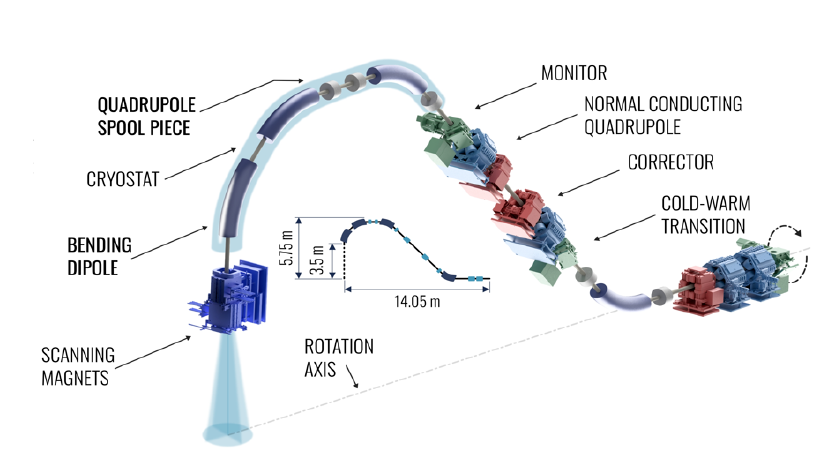 MONITOR
QUADRUPOLE
SPOOL PIECE
NORMAL CONDUCTING
QUADRUPOLE
CORRECTOR
CRYOSTAT
COLD-WARM
TRANSITION
BENDING
DIPOLE
5.75 m
3.5 m
14.05 m
SCANNING
MAGNETS
ROTATION
AXIS